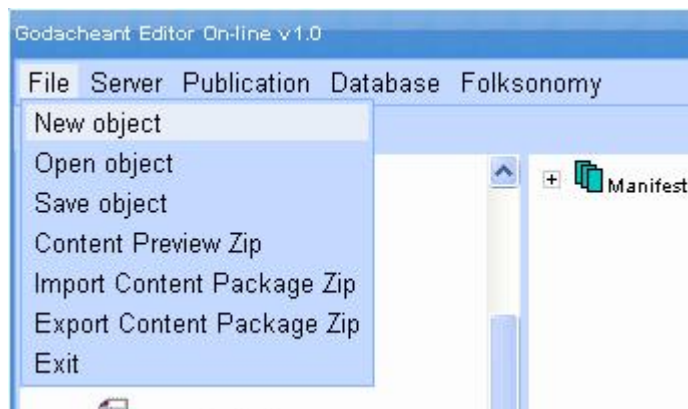 Godacheant Editor On-line v1.0
File Server Publication Database Folksonomy
New object
Open object
Manifest
Save object
Content Preview Zip
Import Content Package Zip
Export Content Package Zip
Exit